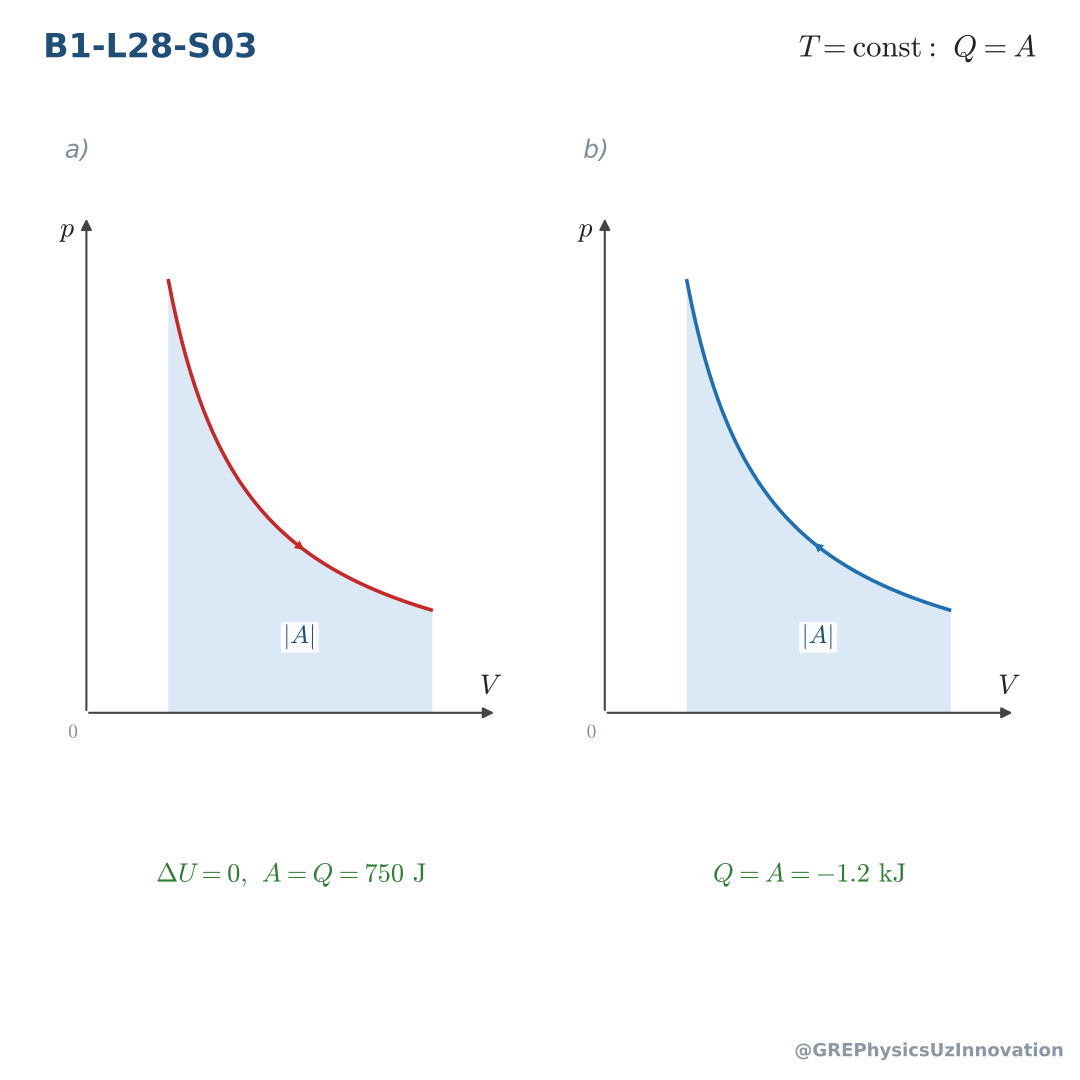 B1-L28-S03
T = const : Q = A
a)
b)
p
p
|A|
|A|
V
V
0
0
ΔU = 0, A = Q = 750 J
Q = A = −1.2 kJ
@GREPhysicsUzInnovation